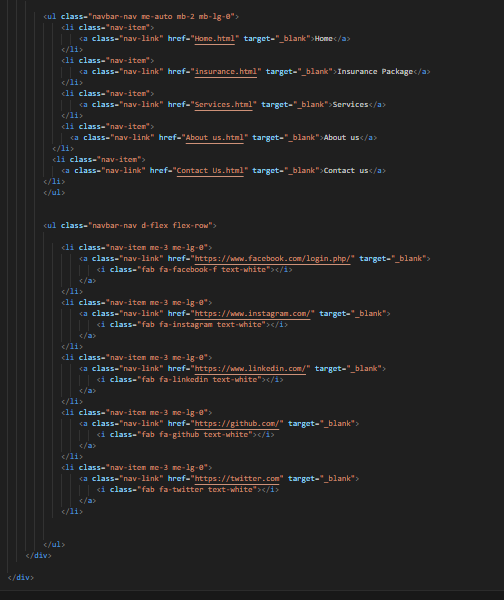 <ul class="navbar-nav me-auto mb-2 mb-lg-0">
<li class="nav-item">
<a class="nav-link" href="Home.html" target="_blank">Home</a>
</li>
<li class="nav-item">
<a class="nav-link" href="insurance.html" target="_blank">Insurance Package</a>
</li>
<li class="nav-item">
<a class="nav-link" href="Services.html" target="_blank">Services</a>
</li>
<li class="nav-item">
<a class="nav-link" href="About us.html" target="_blank">About us</a>
</li>
<li class="nav-item">
<a class="nav-link" href="Contact Us.html" target="_blank">Contact us</a>
</li>
</ul>
<ul class="navbar-nav d-flex flex-row">
<li class="nav-item me-3 me-lg-0">
<a class="nav-link" href="https://www.facebook.com/login.php/" target="_blank">
<i class="fab fa-facebook-f text-white"></i>
</a>
</li>
<li class="nav-item me-3 me-lg-0">
<a class="nav-link" href="https://www.instagram.com/" target="_blank">
<i class="fab fa-instagram text-white"></i>
</a>
</li>
<li class="nav-item me-3 me-lg-0">
<a class="nav-link" href="https://www.linkedin.com/" target="_blank">
<i class="fab fa-linkedin text-white"></i>
</a>
</li>
<li class="nav-item me-3 me-lg-0">
<a class="nav-link" href="https://github.com/" target="_blank">
<i class="fab fa-github text-white"></i>
</a>
</li>
<li class="nav-item me-3 me-lg-0">
<a class="nav-link" href="https://twitter.com" target="_blank">
<i class="fab fa-twitter text-white"></i>
</a>
</li>
</ul>
</div>
</div>